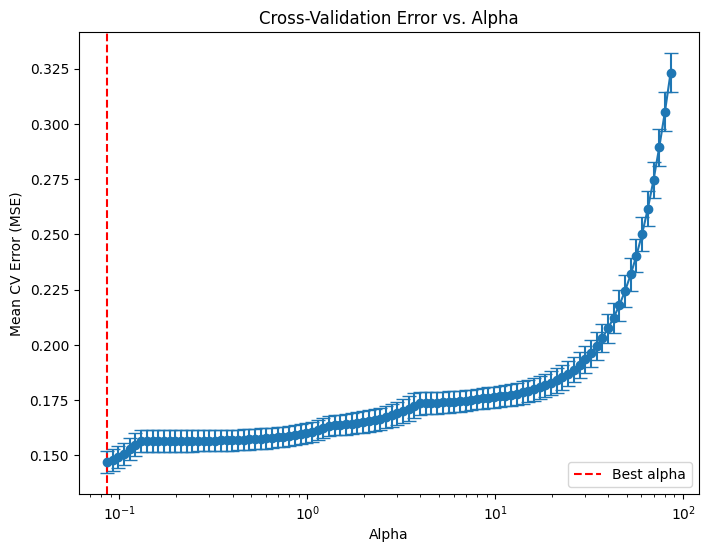 Cross-Validation Error vs. Alpha
Mean CV Error (MSE)
0.325
0.300
0.275
0.250
0.225
0.200
0.175
0.150
10⁻¹ 10⁰ 10¹ 10²
Alpha
Best alpha